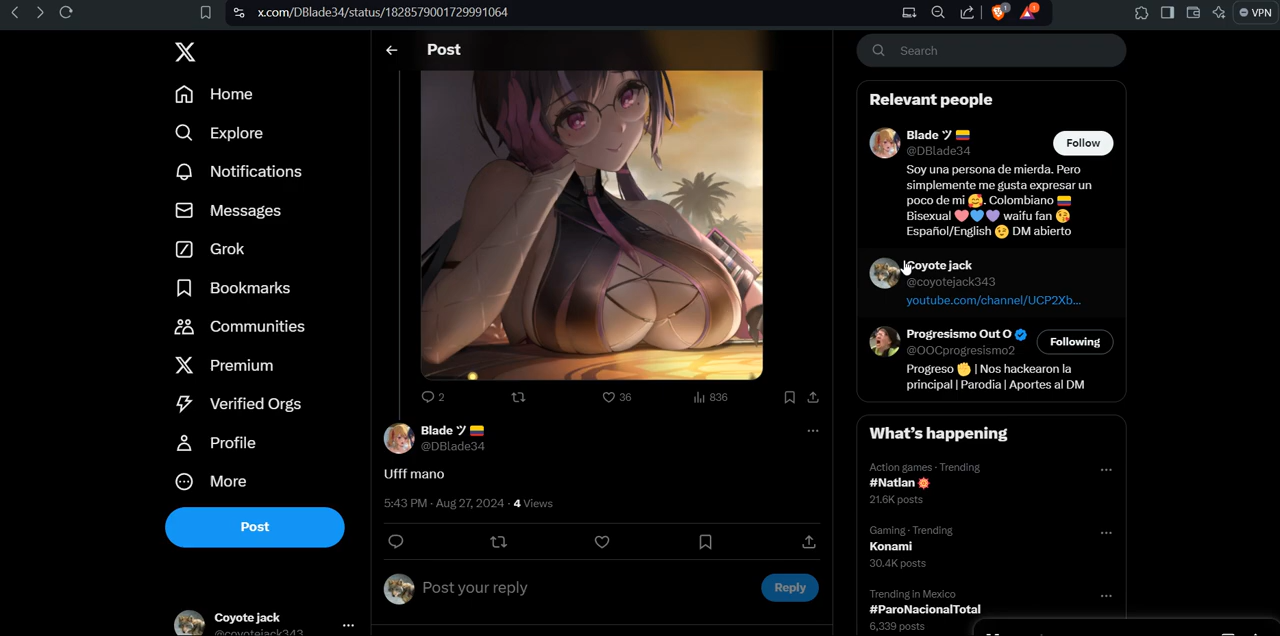 x.com/DBlade34/status/1828579001729991064
VPN
Home
Explore
Notifications
Messages
Grok
Bookmarks
Communities
Premium
Verified Orgs
Profile
More
Post
Coyote jack
@coyotejack343
Post
2
36
836
Blade ツ 🇨🇴
@DBlade34
Ufff mano
5:43 PM · Aug 27, 2024 · 4 Views
Post your reply
Reply
Search
Relevant people
Blade ツ 🇨🇴
@DBlade34
Follow
Soy una persona de mierda. Pero
simplemente me gusta expresar un
poco de mi 🥰. Colombiano 🇨🇴
Bisexual 🩷🩵💜 waifu fan 😘
Español/English 😉 DM abierto
Coyote jack
@coyotejack343
youtube.com/channel/UCP2Xb...
Progresismo Out O
@OOCprogresismo2
Following
Progreso ✊ | Nos hackearon la
principal | Parodia | Aportes al DM
What's happening
Action games · Trending
#Natlan
21.6K posts
Gaming · Trending
Konami
30.4K posts
Trending in Mexico
#ParoNacionalTotal
6,339 posts